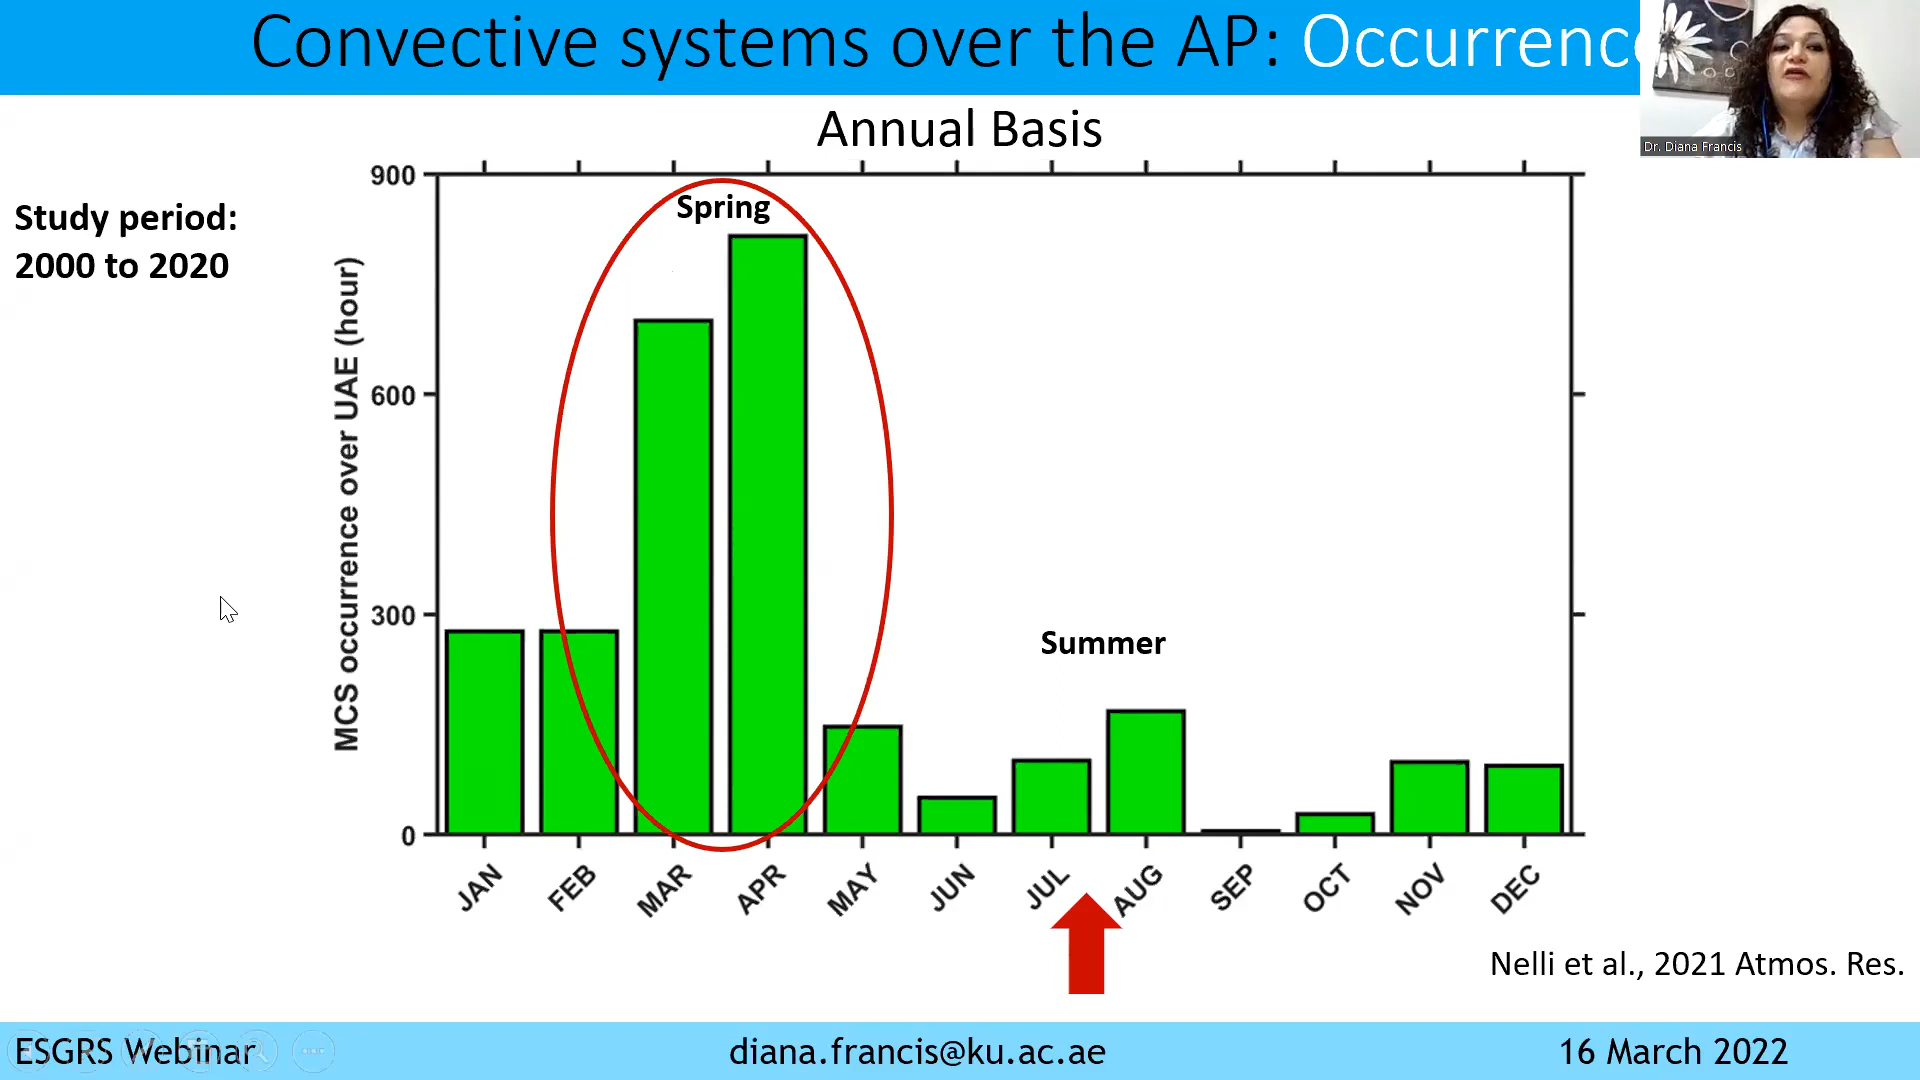 Convective systems over the AP: Occurrenc
Dr. Diana Francis
Annual Basis
Study period:
2000 to 2020
MCS occurrence over UAE (hour)
900
600
300
0
Spring
Summer
JAN FEB MAR APR MAY JUN JUL AUG SEP OCT NOV DEC
Nelli et al., 2021 Atmos. Res.
ESGRS Webinar
diana.francis@ku.ac.ae
16 March 2022